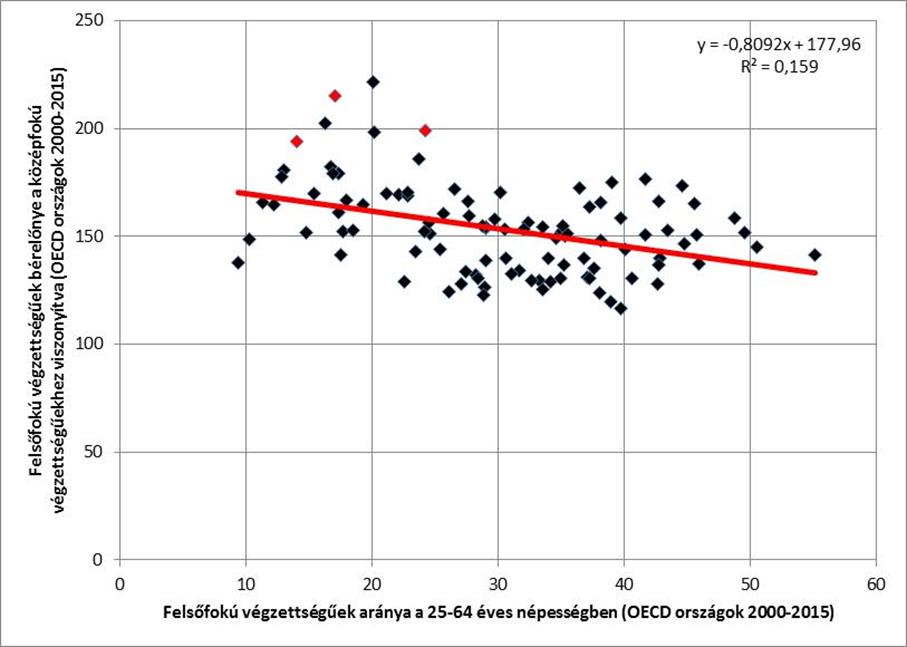 250
200
150
100
50
0
y = -0,8092x + 177,96
R² = 0,159
Felsőfokú végzettségűek bérelőnye a középfokú
végzettségűekhez viszonyítva (OECD országok 2000-2015)
0 10 20 30 40 50 60
Felsőfokú végzettségűek aránya a 25-64 éves népességben (OECD országok 2000-2015)